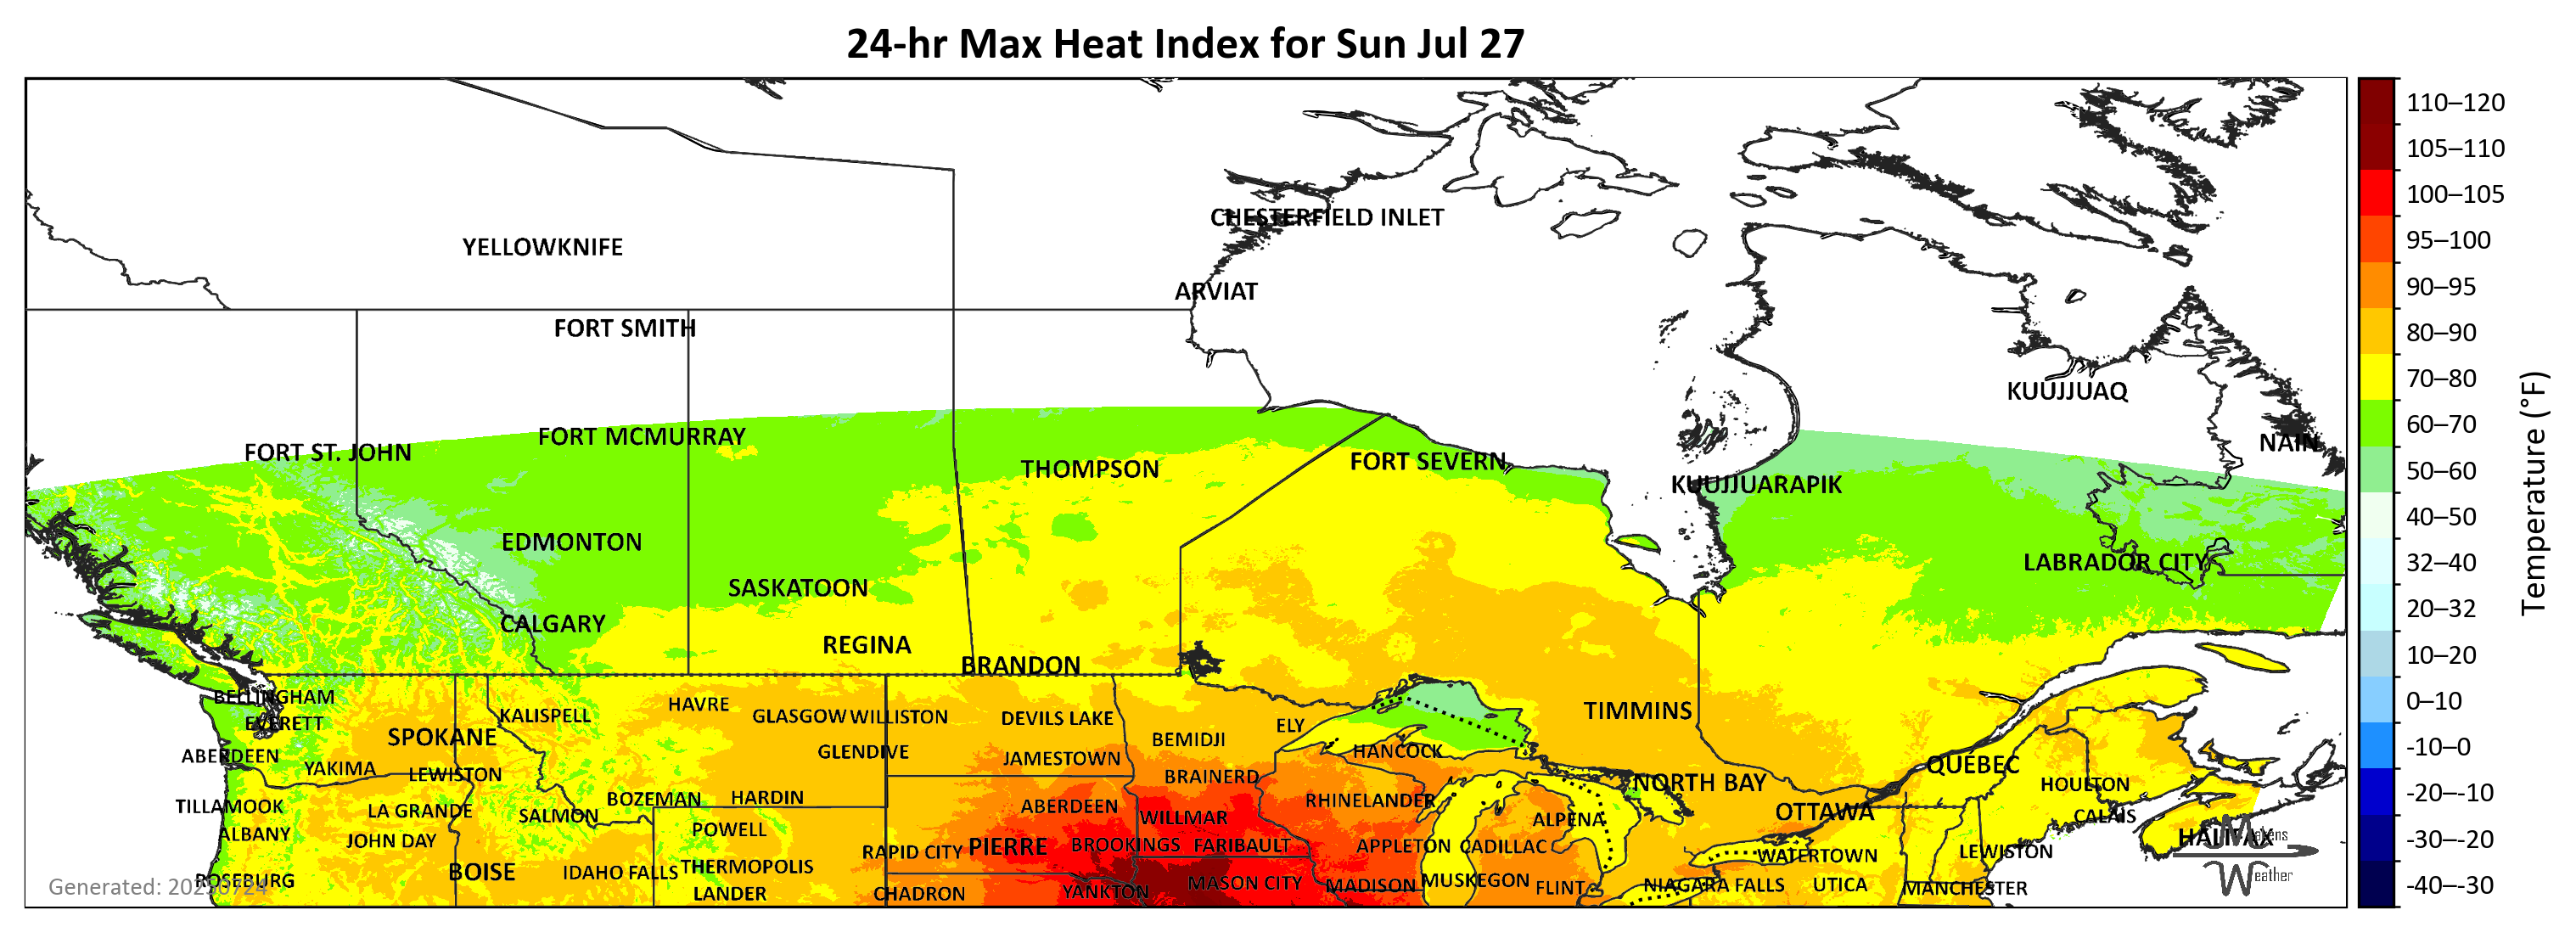 24-hr Max Heat Index for Sun Jul 27
110–120
105–110
CHESTERFIELD INLET
100–105
YELLOWKNIFE
95–100
ARVIAT
90–95
FORT SMITH
80–90
KUUJJUAQ
70–80
FORT ST. JOHN
FORT MCMURRAY
THOMPSON
FORT SEVERN
KUUJJUARAPIK
NAIN
60–70
50–60
EDMONTON
40–50
SASKATOON
LABRADOR CITY
32–40
CALGARY
REGINA
BRANDON
20–32
10–20
BELLINGHAM
EVERETT
KALISPELL
HAVRE
GLASGOW
WILLISTON
DEVILS LAKE
ELY
TIMMINS
0–10
SPOKANE
GLENDIVE
BEMIDJI
HANCOCK
-10–0
ABERDEEN
YAKIMA
LEWISTON
JAMESTOWN
BRAINERD
NORTH BAY
QUÉBEC
HOULTON
-20–-10
TILLAMOOK
LA GRANDE
SALMON
BOZEMAN
HARDIN
ABERDEEN
WILLMAR
RHINELANDER
ALPENA
OTTAWA
CALAIS
ALBANY
JOHN DAY
POWELL
RAPID CITY
PIERRE
BROOKINGS
FARIBAULT
APPLETON
CADILLAC
WATERTOWN
LEWISTON
HALIFAX
-30–-20
ROSEBURG
BOISE
IDAHO FALLS
THERMOPOLIS
LANDER
CHADRON
YANKTON
MASON CITY
MADISON
MUSKEGON
FLINT
NIAGARA FALLS
UTICA
MANCHESTER
Weather
-40–-30
Generated: 20250724
Temperature (°F)